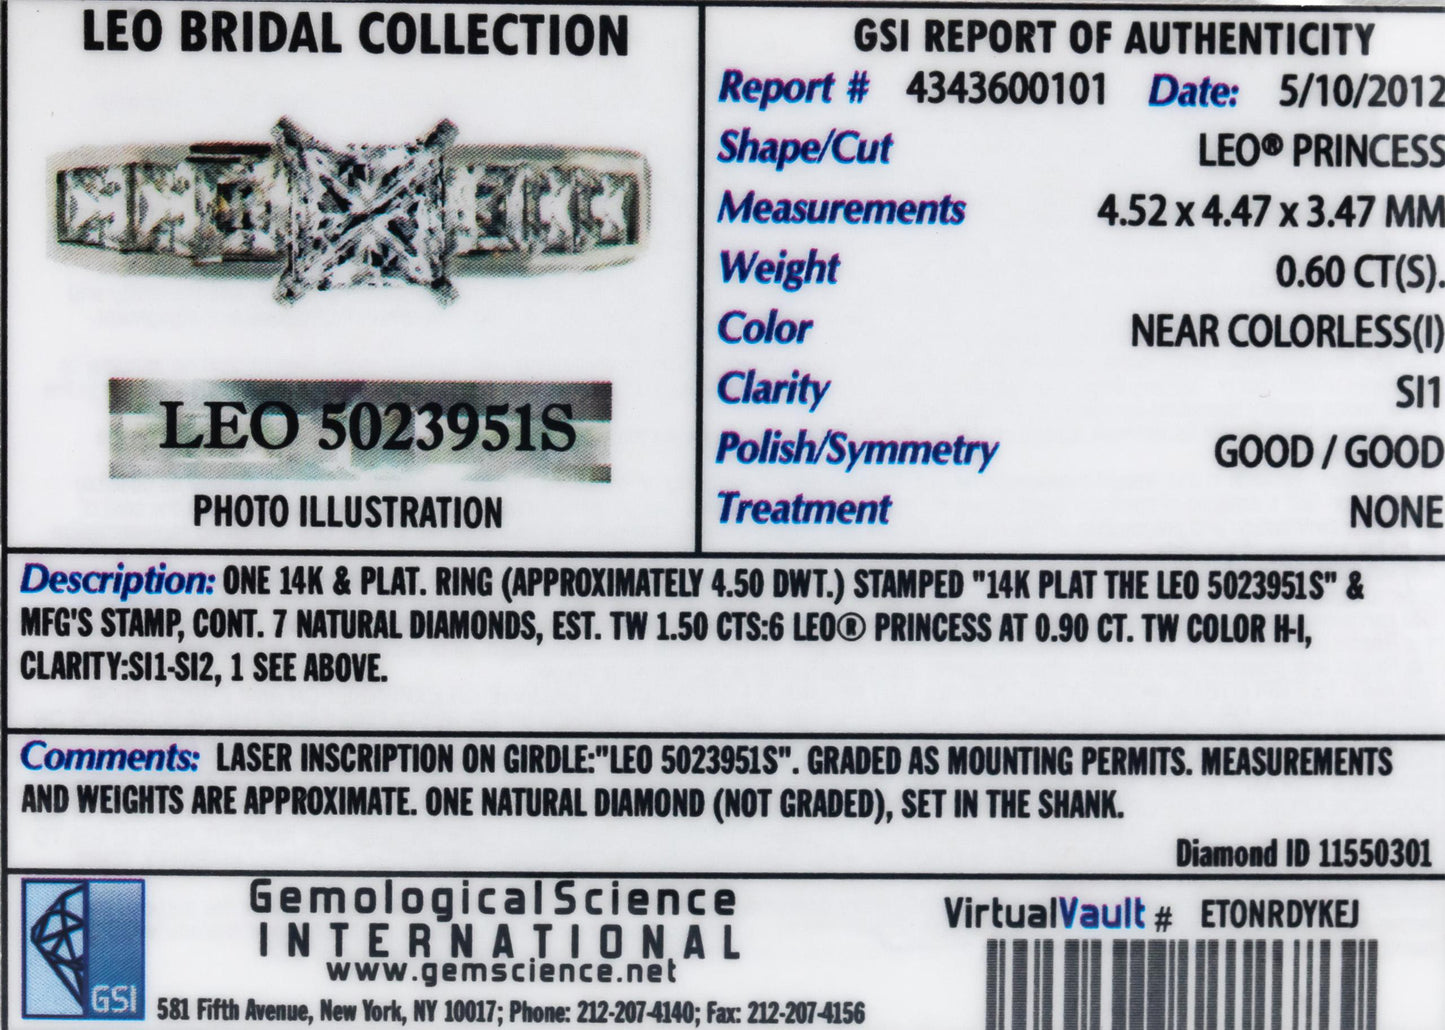 LEO BRIDAL COLLECTION
LEO 5023951S
PHOTO ILLUSTRATION
GSI REPORT OF AUTHENTICITY
Report # 4343600101 Date: 5/10/2012
Shape/Cut LEO® PRINCESS
Measurements 4.52 x 4.47 x 3.47 MM
Weight 0.60 CT(S).
Color NEAR COLORLESS(I)
Clarity SI1
Polish/Symmetry GOOD / GOOD
Treatment NONE
Description: ONE 14K & PLAT. RING (APPROXIMATELY 4.50 DWT.) STAMPED "14K PLAT THE LEO 5023951S" &
MFG'S STAMP, CONT. 7 NATURAL DIAMONDS, EST. TW 1.50 CTS:6 LEO® PRINCESS AT 0.90 CT. TW COLOR H-I,
CLARITY:SI1-SI2, 1 SEE ABOVE.
Comments: LASER INSCRIPTION ON GIRDLE:"LEO 5023951S". GRADED AS MOUNTING PERMITS. MEASUREMENTS
AND WEIGHTS ARE APPROXIMATE. ONE NATURAL DIAMOND (NOT GRADED), SET IN THE SHANK.
Diamond ID 11550301
GSI
GemologicalScience
INTERNATIONAL
www.gemscience.net
581 Fifth Avenue, New York, NY 10017; Phone: 212-207-4140; Fax: 212-207-4156
VirtualVault # ETONRDYKEJ